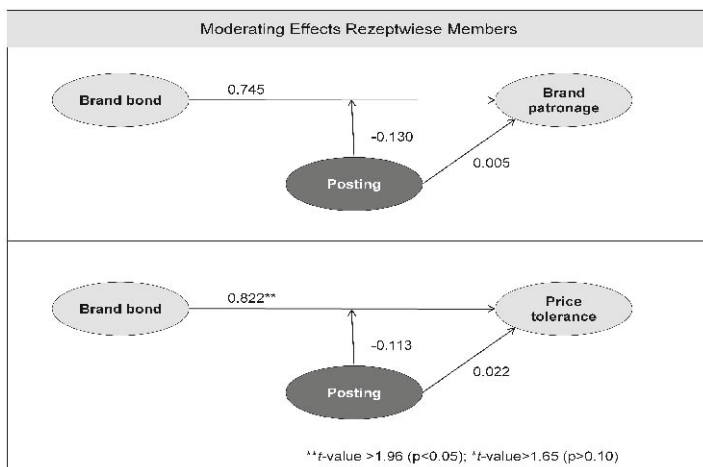 Moderating Effects Rezeptwiese Members
Brand bond
0.745
Brand
patronage
-0.130
0.005
Posting
Brand bond
0.822**
Price
tolerance
-0.113
0.022
Posting
**t-value >1.96 (p<0.05); *t-value>1.65 (p>0.10)